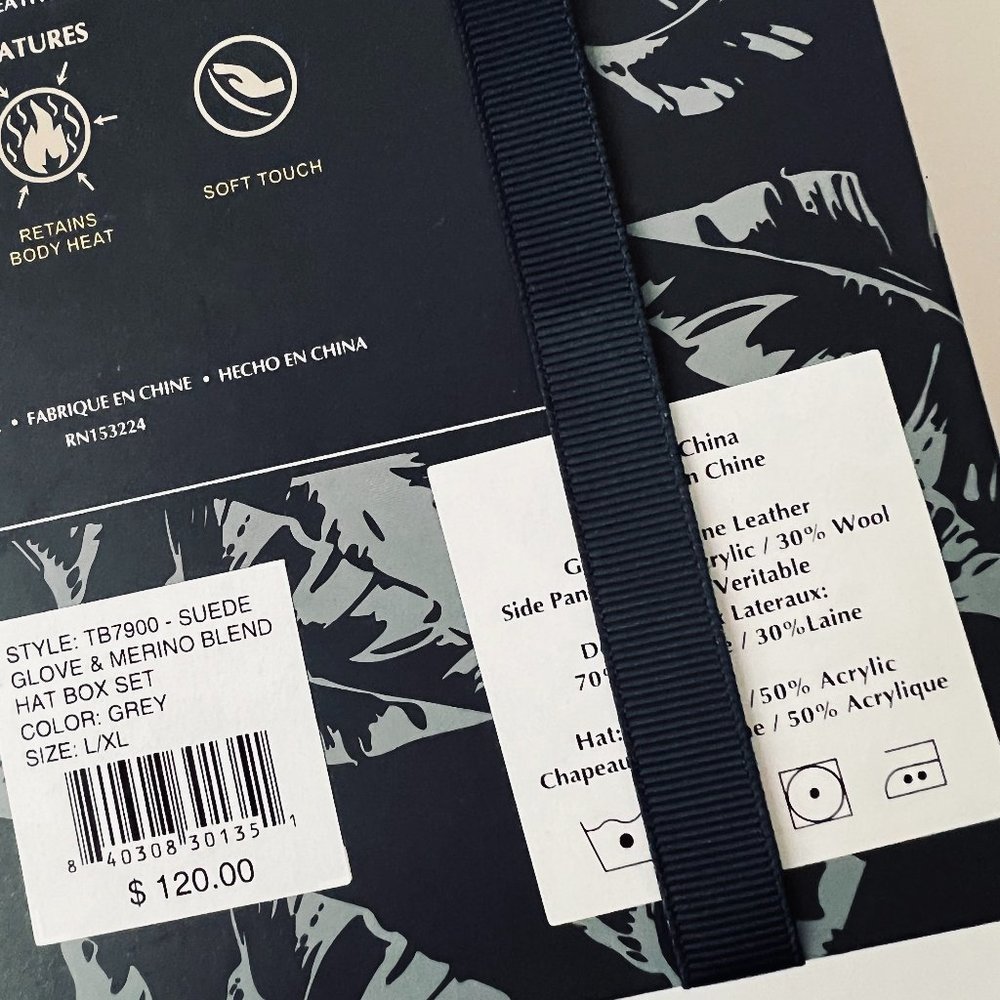 ATURES
RETAINS
BODY HEAT
SOFT TOUCH
• FABRIQUE EN CHINE • HECHO EN CHINA
RN153224
STYLE: TB7900 - SUEDE
GLOVE & MERINO BLEND
HAT BOX SET
COLOR: GREY
SIZE: L/XL
8 40308 30135 1
$ 120.00
China
n Chine
ne Leather
rylic / 30% Wool
Side Pan
Veritable
Lateraux:
/ 30%Laine
/50% Acrylic
Hat:
e / 50% Acrylique
Chapeau